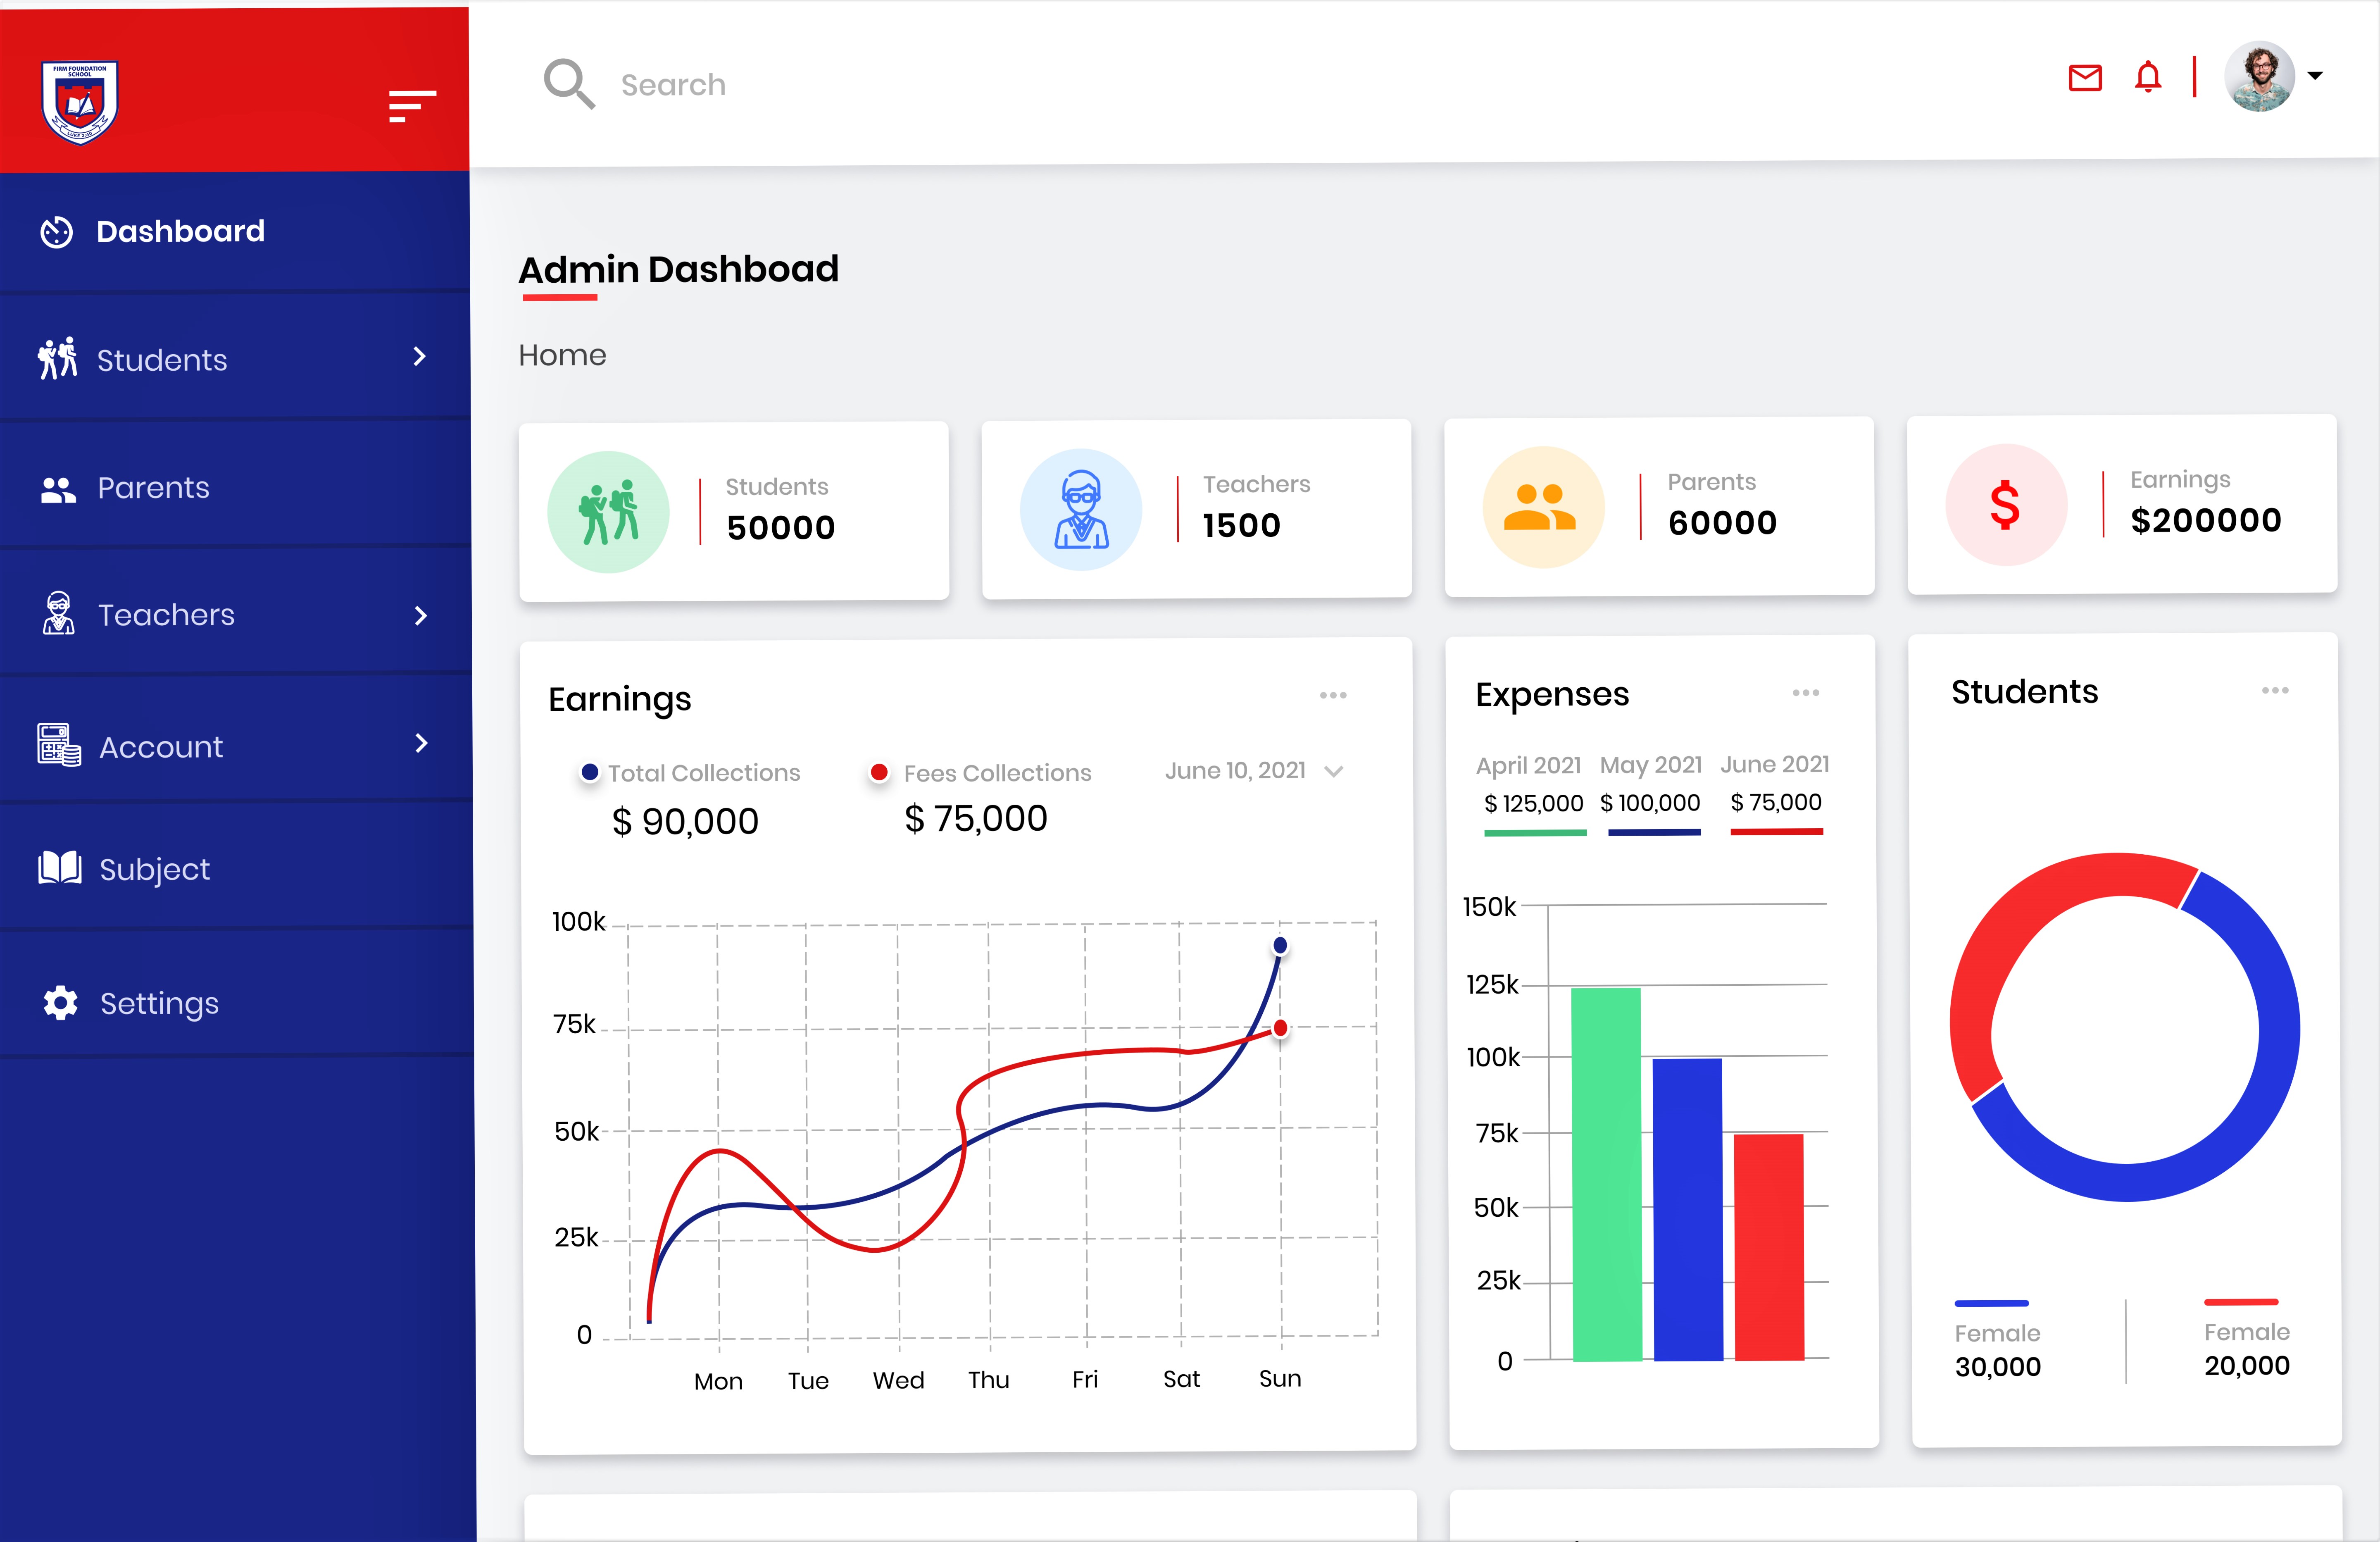 FIRM FOUNDATION
SCHOOL
LUKE 2:40
Search
Dashboard
Students
Parents
Teachers
Account
Subject
Settings
Admin Dashboad
Home
Students
50000
Teachers
1500
Parents
60000
Earnings
$200000
Earnings
Total Collections
$ 90,000
Fees Collections
$ 75,000
June 10, 2021
100k
75k
50k
25k
0
Mon Tue Wed Thu Fri Sat Sun
Expenses
April 2021 May 2021 June 2021
$ 125,000 $ 100,000 $ 75,000
150k
125k
100k
75k
50k
25k
0
Students
Female
30,000
Female
20,000